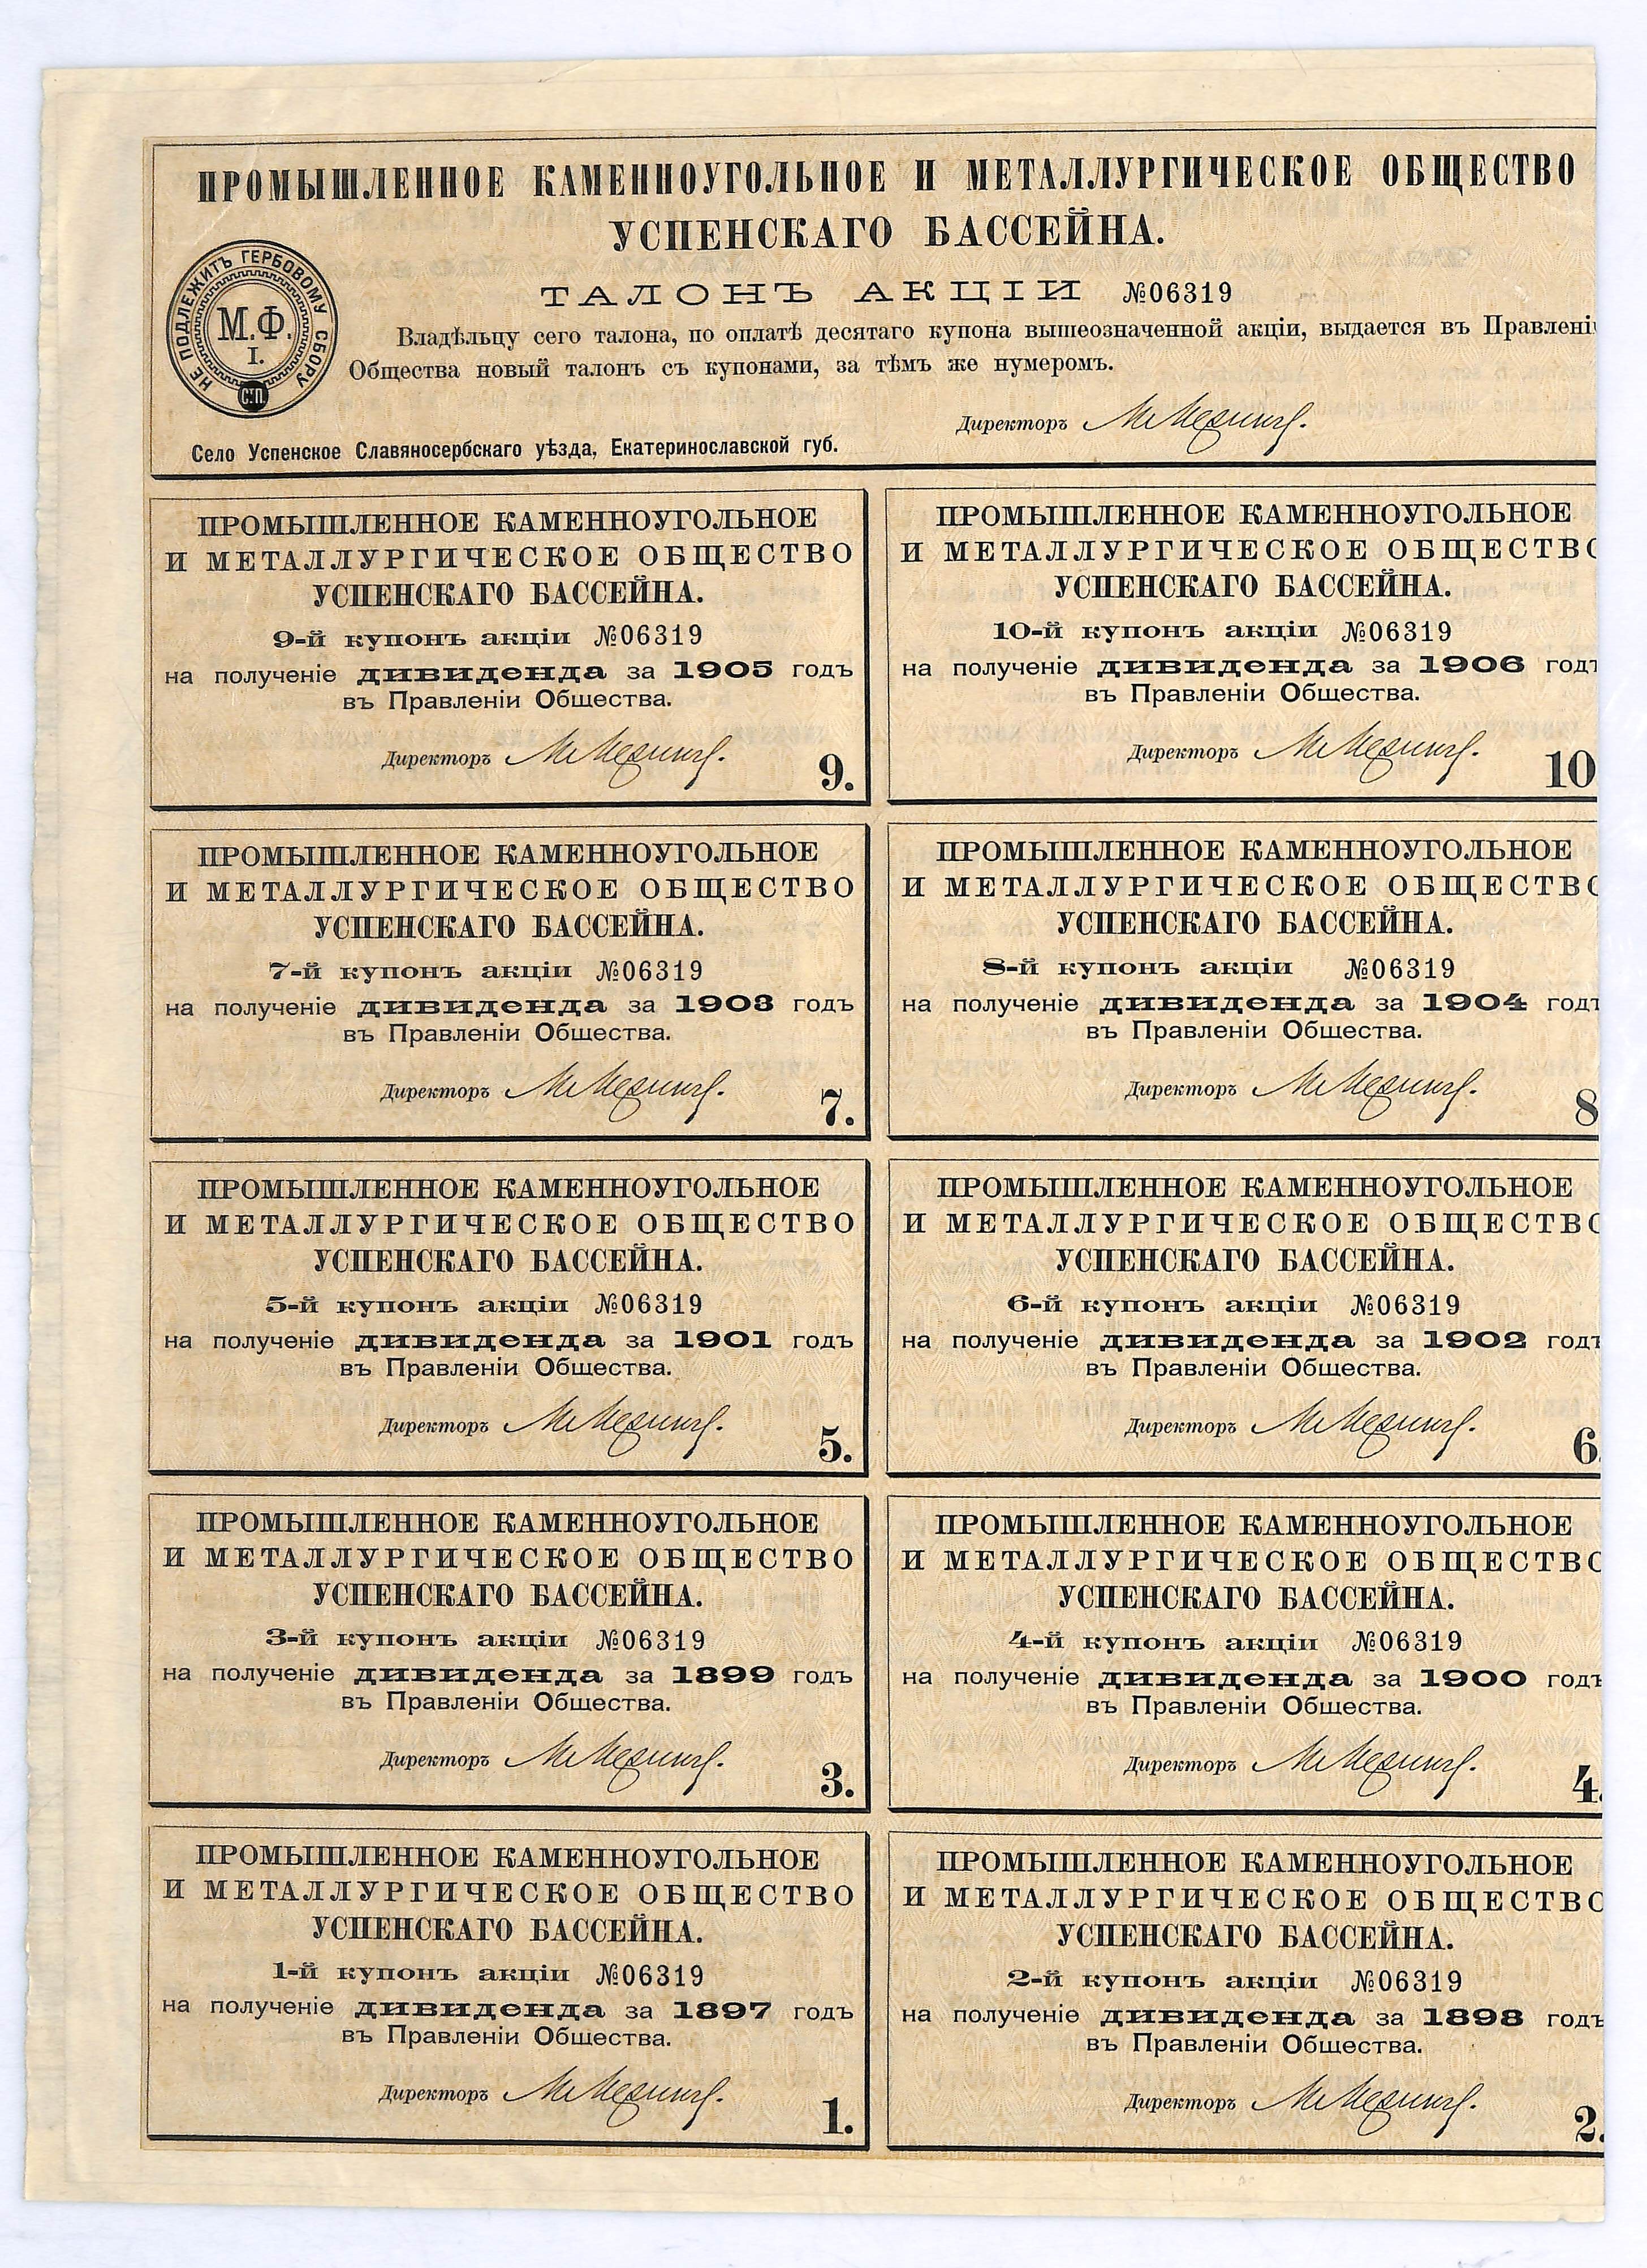 ПРОМЫШЛЕННОЕ КАМЕННОУГОЛЬНОЕ И МЕТАЛЛУРГИЧЕСКОЕ ОБЩЕСТВО
УСПЕНСКАГО БАССЕЙНА.
ТАЛОНЪ АКЦІИ №06319
НЕ ПОДЛЕЖИТЪ ГЕРБОВОМУ СБОРУ
М.Ф.
I.
С.П.
Владѣльцу сего талона, по оплатѣ десятаго купона вышеозначенной акціи, выдается въ Правлені
Общества новый талонъ съ купонами, за тѣмъ же нумеромъ.
Директоръ
Село Успенское Славяносербскаго уѣзда, Екатеринославской губ.
ПРОМЫШЛЕННОЕ КАМЕННОУГОЛЬНОЕ
И МЕТАЛЛУРГИЧЕСКОЕ ОБЩЕСТВО
УСПЕНСКАГО БАССЕЙНА.
9-й купонъ акціи №06319
на полученіе дивиденда за 1905 годъ
въ Правленіи Общества.
Директоръ
9.
ПРОМЫШЛЕННОЕ КАМЕННОУГОЛЬНОЕ
И МЕТАЛЛУРГИЧЕСКОЕ ОБЩЕСТВО
УСПЕНСКАГО БАССЕЙНА.
10-й купонъ акціи №06319
на полученіе дивиденда за 1906 годъ
въ Правленіи Общества.
Директоръ
10
ПРОМЫШЛЕННОЕ КАМЕННОУГОЛЬНОЕ
И МЕТАЛЛУРГИЧЕСКОЕ ОБЩЕСТВО
УСПЕНСКАГО БАССЕЙНА.
7-й купонъ акціи №06319
на полученіе дивиденда за 1903 годъ
въ Правленіи Общества.
Директоръ
7.
ПРОМЫШЛЕННОЕ КАМЕННОУГОЛЬНОЕ
И МЕТАЛЛУРГИЧЕСКОЕ ОБЩЕСТВО
УСПЕНСКАГО БАССЕЙНА.
8-й купонъ акціи №06319
на полученіе дивиденда за 1904 годъ
въ Правленіи Общества.
Директоръ
8
ПРОМЫШЛЕННОЕ КАМЕННОУГОЛЬНОЕ
И МЕТАЛЛУРГИЧЕСКОЕ ОБЩЕСТВО
УСПЕНСКАГО БАССЕЙНА.
5-й купонъ акціи №06319
на полученіе дивиденда за 1901 годъ
въ Правленіи Общества.
Директоръ
5.
ПРОМЫШЛЕННОЕ КАМЕННОУГОЛЬНОЕ
И МЕТАЛЛУРГИЧЕСКОЕ ОБЩЕСТВО
УСПЕНСКАГО БАССЕЙНА.
6-й купонъ акціи №06319
на полученіе дивиденда за 1902 годъ
въ Правленіи Общества.
Директоръ
6.
ПРОМЫШЛЕННОЕ КАМЕННОУГОЛЬНОЕ
И МЕТАЛЛУРГИЧЕСКОЕ ОБЩЕСТВО
УСПЕНСКАГО БАССЕЙНА.
3-й купонъ акціи №06319
на полученіе дивиденда за 1899 годъ
въ Правленіи Общества.
Директоръ
3.
ПРОМЫШЛЕННОЕ КАМЕННОУГОЛЬНОЕ
И МЕТАЛЛУРГИЧЕСКОЕ ОБЩЕСТВО
УСПЕНСКАГО БАССЕЙНА.
4-й купонъ акціи №06319
на полученіе дивиденда за 1900 годъ
въ Правленіи Общества.
Директоръ
4.
ПРОМЫШЛЕННОЕ КАМЕННОУГОЛЬНОЕ
И МЕТАЛЛУРГИЧЕСКОЕ ОБЩЕСТВО
УСПЕНСКАГО БАССЕЙНА.
1-й купонъ акціи №06319
на полученіе дивиденда за 1897 годъ
въ Правленіи Общества.
Директоръ
1.
ПРОМЫШЛЕННОЕ КАМЕННОУГОЛЬНОЕ
И МЕТАЛЛУРГИЧЕСКОЕ ОБЩЕСТВО
УСПЕНСКАГО БАССЕЙНА.
2-й купонъ акціи №06319
на полученіе дивиденда за 1898 годъ
въ Правленіи Общества.
Директоръ
2.